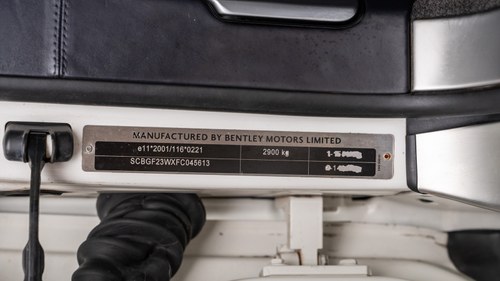 MANUFACTURED BY BENTLEY MOTORS LIMITED
e11*2001/116*0221 2900 kg
SCBGF23WXFC045613